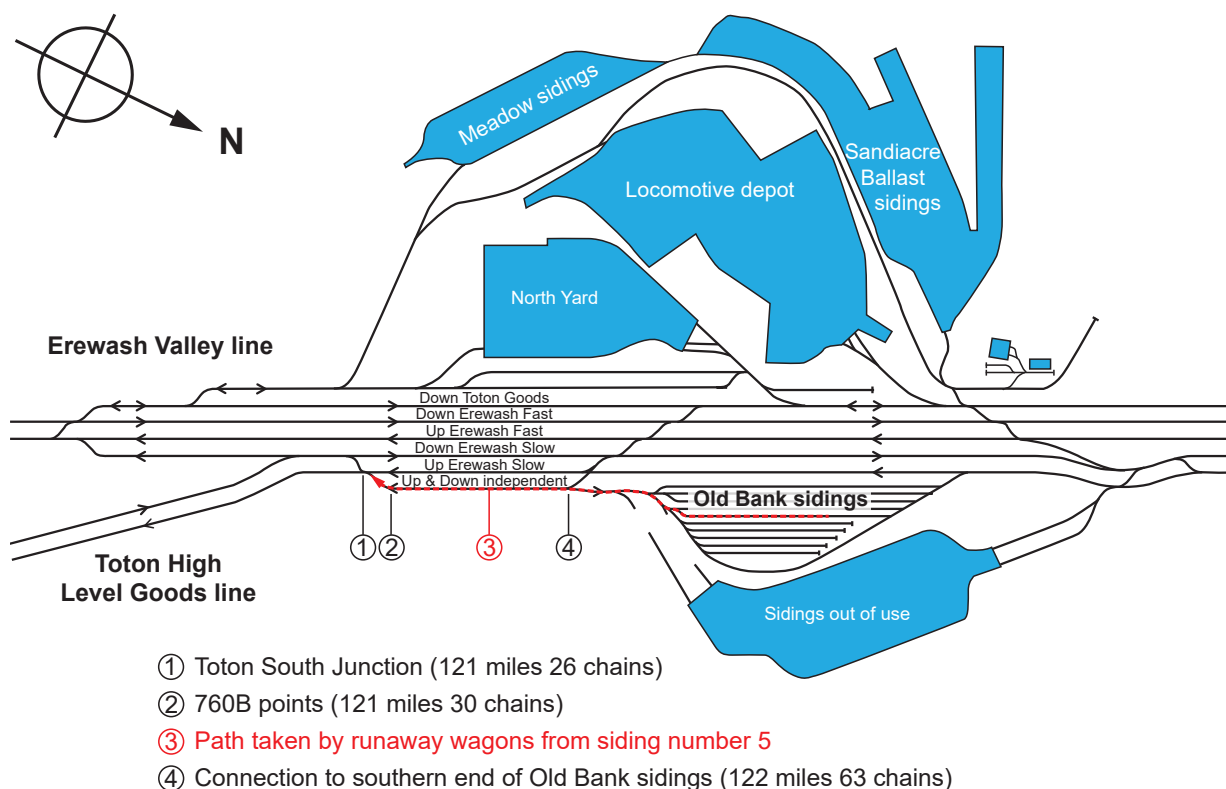 N
Meadow sidings
Sandiacre
Ballast
sidings
Locomotive depot
North Yard
Erewash Valley line
Down Toton Goods
Down Erewash Fast
Up Erewash Fast
Down Erewash Slow
Up Erewash Slow
Up & Down independent
Old Bank sidings
1
2
3
4
Toton High
Level Goods line
Sidings out of use
1 Toton South Junction (121 miles 26 chains)
2 760B points (121 miles 30 chains)
3 Path taken by runaway wagons from siding number 5
4 Connection to southern end of Old Bank sidings (122 miles 63 chains)